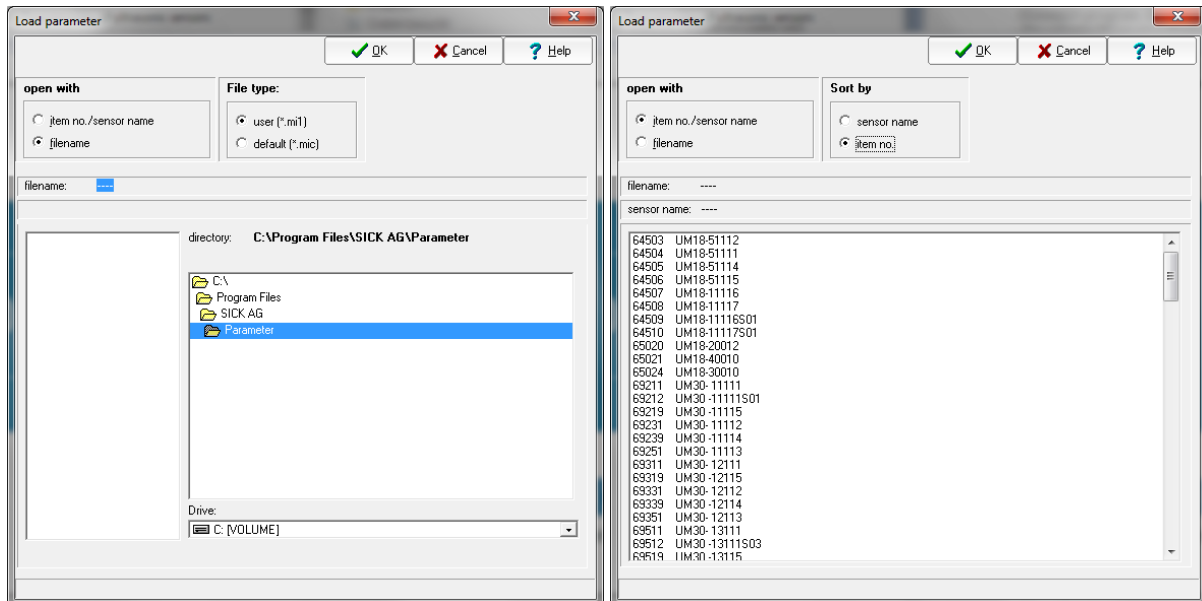 Load parameter
OK Cancel ? Help
open with File type:
item no./sensor name user (*.mi1)
filename default (*.mic)
filename: ----
directory: C:\Program Files\SICK AG\Parameter
C:\
Program Files
SICK AG
Parameter
Drive:
C: [VOLUME]
Load parameter
OK Cancel ? Help
open with Sort by
item no./sensor name sensor name
filename item no.
filename: ----
sensor name: ----
64503 UM18-51112
64504 UM18-51111
64505 UM18-51114
64506 UM18-51115
64507 UM18-11116
64508 UM18-11117
64509 UM18-11116S01
64510 UM18-11117S01
65020 UM18-20012
65021 UM18-40010
65024 UM18-30010
69211 UM30- 11111
69212 UM30 -11111S01
69219 UM30 -11115
69231 UM30- 11112
69239 UM30 -11114
69251 UM30- 11113
69311 UM30- 12111
69319 UM30 -12115
69331 UM30- 12112
69339 UM30 -12114
69351 UM30- 12113
69511 UM30- 13111
69512 UM30 -13111S03
69519 UM30 -13115